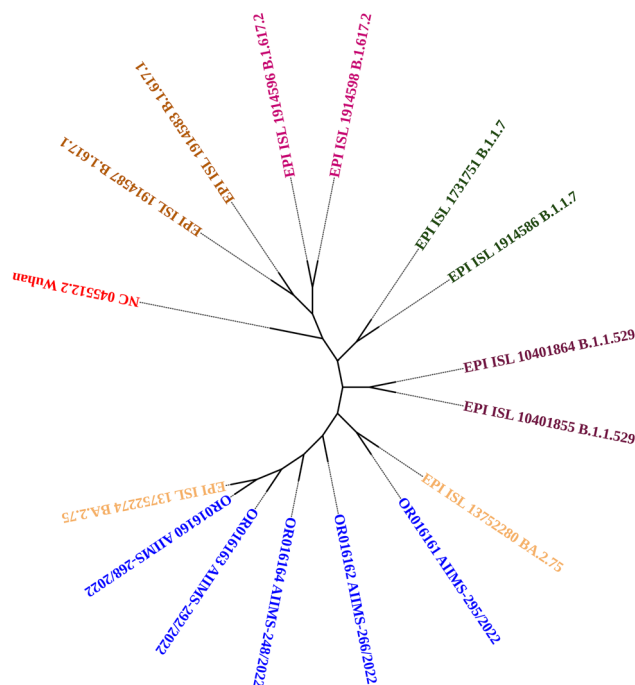 EPI ISL 1914596 B.1.617.2
EPI ISL 1914598 B.1.617.2
EPI ISL 1731751 B.1.1.7
EPI ISL 1914586 B.1.1.7
EPI ISL 10401864 B.1.1.529
EPI ISL 10401855 B.1.1.529
EPI ISL 13752280 BA.2.75
OR016161 AIIMS-295/2022
OR016162 AIIMS-266/2022
OR016164 AIIMS-248/2022
OR016163 AIIMS-292/2022
OR016160 AIIMS-268/2022
EPI ISL 13752274 BA.2.75
NC 045512.2 Wuhan
EPI ISL 1914587 B.1.617.1
EPI ISL 1914583 B.1.617.1